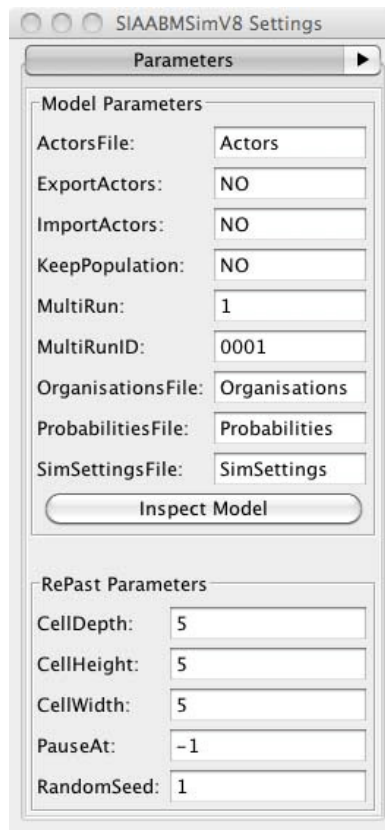 SIAABMSimV8 Settings
Parameters
Model Parameters
ActorsFile: Actors
ExportActors: NO
ImportActors: NO
KeepPopulation: NO
MultiRun: 1
MultiRunID: 0001
OrganisationsFile: Organisations
ProbabilitiesFile: Probabilities
SimSettingsFile: SimSettings
Inspect Model
RePast Parameters
CellDepth: 5
CellHeight: 5
CellWidth: 5
PauseAt: -1
RandomSeed: 1